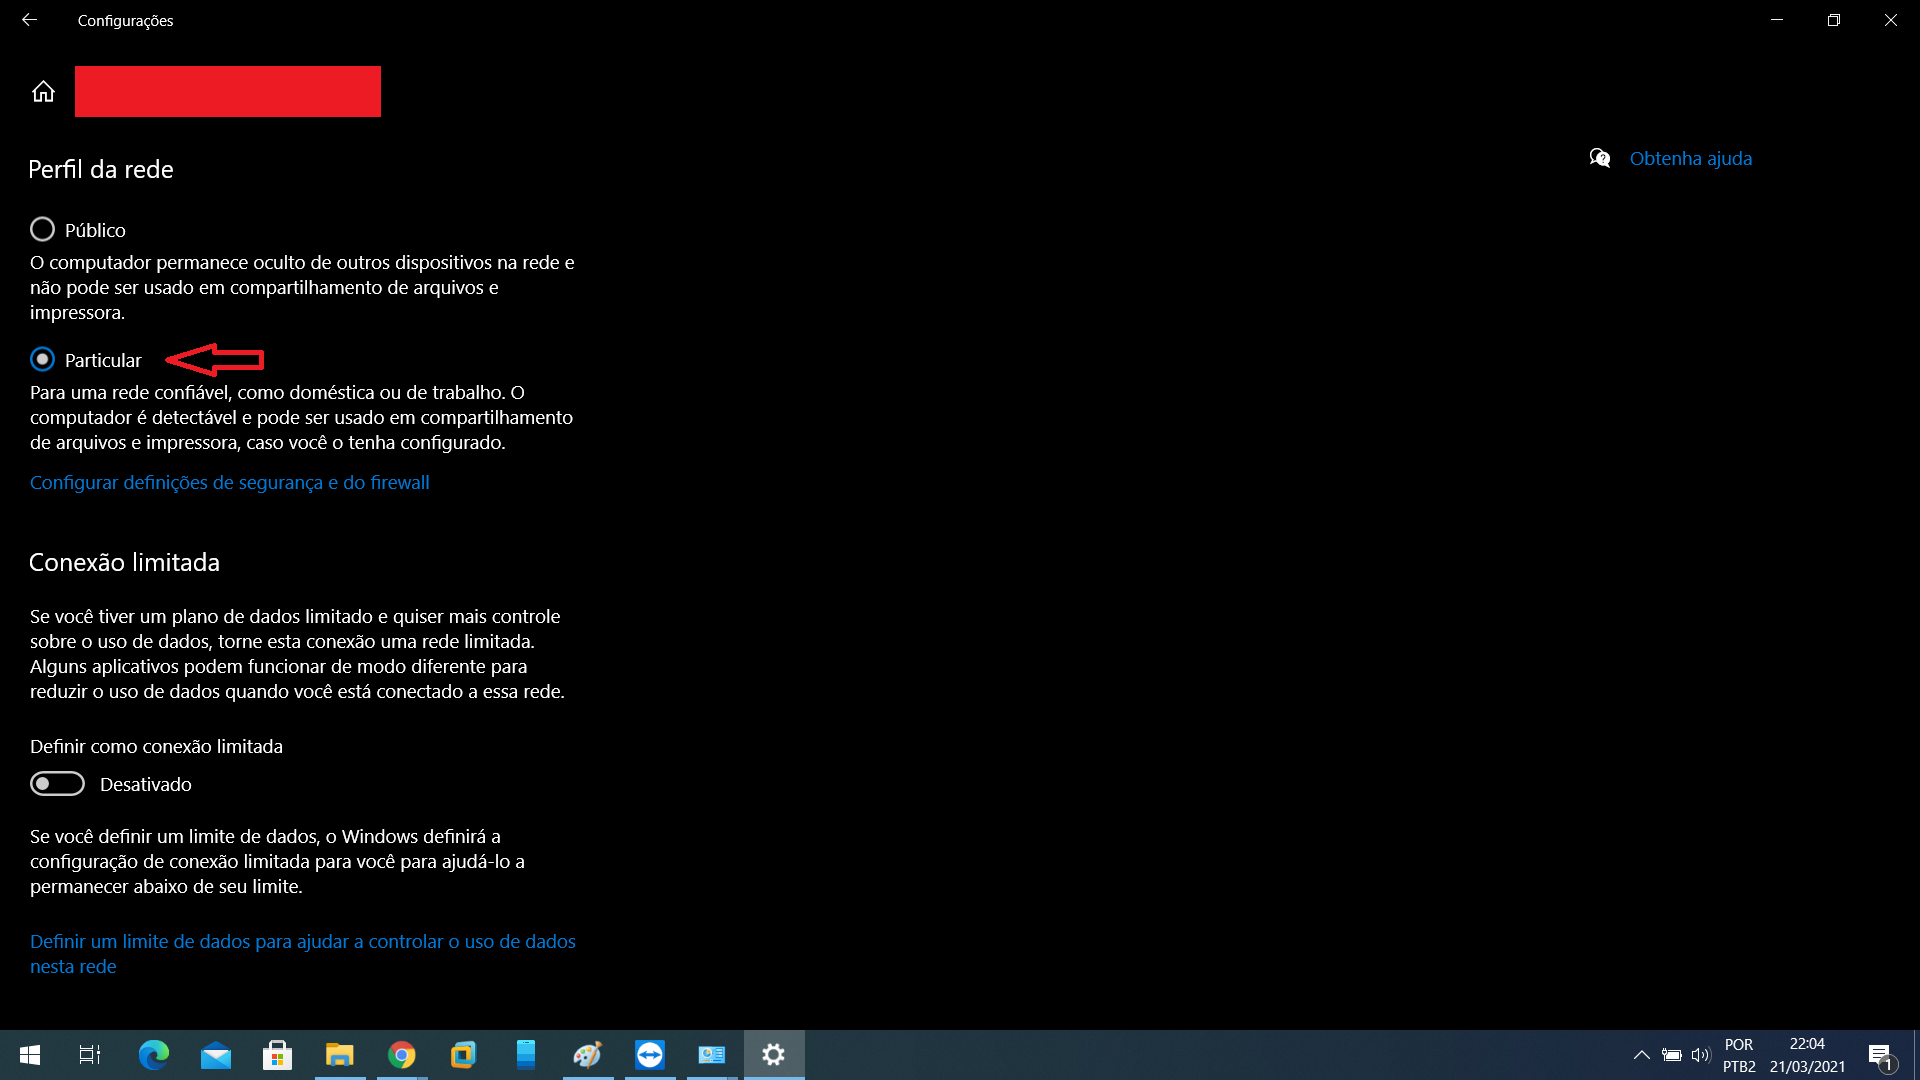 Configurações
Perfil da rede
Obtenha ajuda
Público
O computador permanece oculto de outros dispositivos na rede e
não pode ser usado em compartilhamento de arquivos e
impressora.
Particular
Para uma rede confiável, como doméstica ou de trabalho. O
computador é detectável e pode ser usado em compartilhamento
de arquivos e impressora, caso você o tenha configurado.
Configurar definições de segurança e do firewall
Conexão limitada
Se você tiver um plano de dados limitado e quiser mais controle
sobre o uso de dados, torne esta conexão uma rede limitada.
Alguns aplicativos podem funcionar de modo diferente para
reduzir o uso de dados quando você está conectado a essa rede.
Definir como conexão limitada
Desativado
Se você definir um limite de dados, o Windows definirá a
configuração de conexão limitada para você para ajudá-lo a
permanecer abaixo de seu limite.
Definir um limite de dados para ajudar a controlar o uso de dados
nesta rede
POR
PTB2
22:04
21/03/2021
1